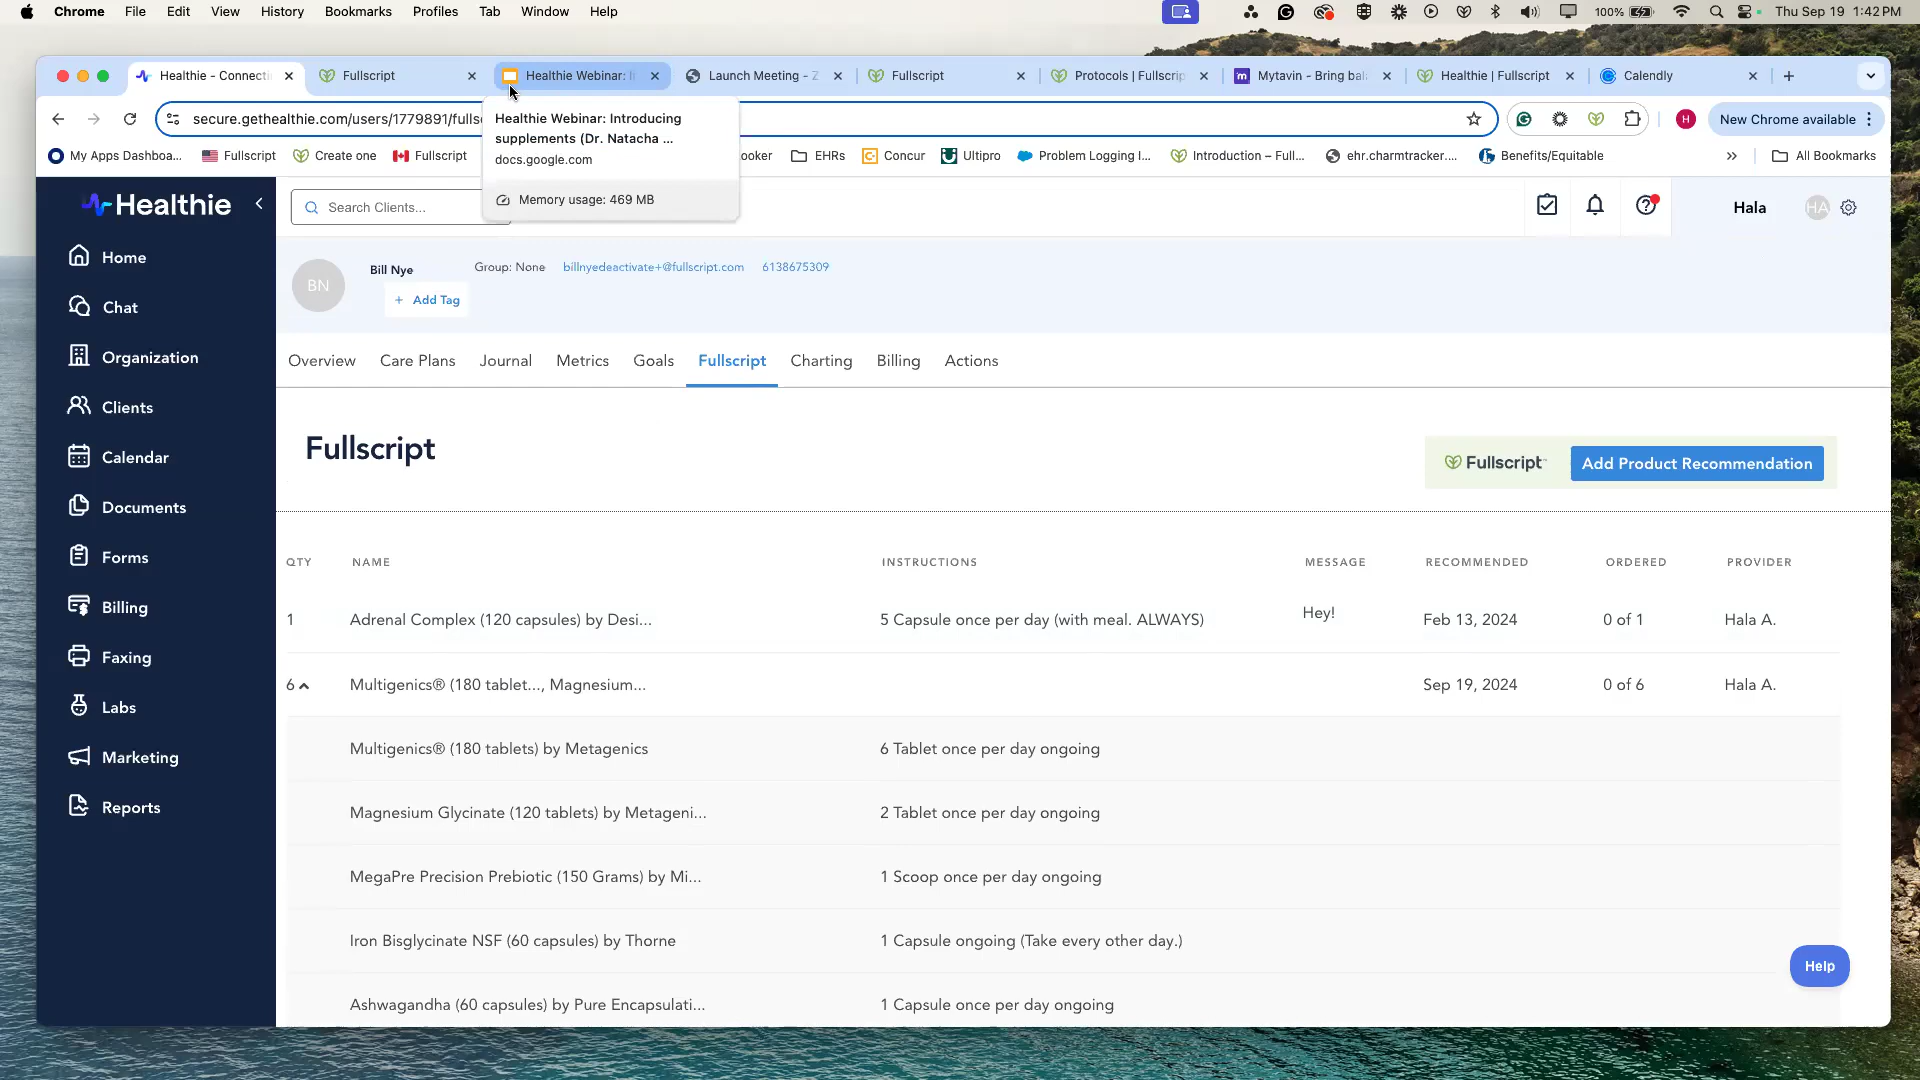 Chrome File Edit View History Bookmarks Profiles Tab Window Help 100% Thu Sep 19 1:42 PM
Healthie - Connecti Fullscript Healthie Webinar: I Launch Meeting - Z Fullscript Protocols | Fullscrip Mytavin - Bring bal Healthie | Fullscript Calendly
secure.gethealthie.com/users/1779891/fulls H New Chrome available
Healthie Webinar: Introducing
supplements (Dr. Natacha ...
docs.google.com
Memory usage: 469 MB
My Apps Dashboa... Fullscript Create one Fullscript ooker EHRs Concur Ultipro Problem Logging I... Introduction – Full... ehr.charmtracker.... Benefits/Equitable » All Bookmarks
Healthie
Search Clients...
Hala HA
Home
Chat
Organization
Clients
Calendar
Documents
Forms
Billing
Faxing
Labs
Marketing
Reports
BN Bill Nye Group: None billnyedeactivate+@fullscript.com 6138675309
+ Add Tag
Overview Care Plans Journal Metrics Goals Fullscript Charting Billing Actions
Fullscript
Fullscript Add Product Recommendation
QTY NAME INSTRUCTIONS MESSAGE RECOMMENDED ORDERED PROVIDER
1 Adrenal Complex (120 capsules) by Desi... 5 Capsule once per day (with meal. ALWAYS) Hey! Feb 13, 2024 0 of 1 Hala A.
6 Multigenics® (180 tablet..., Magnesium... Sep 19, 2024 0 of 6 Hala A.
Multigenics® (180 tablets) by Metagenics 6 Tablet once per day ongoing
Magnesium Glycinate (120 tablets) by Metageni... 2 Tablet once per day ongoing
MegaPre Precision Prebiotic (150 Grams) by Mi... 1 Scoop once per day ongoing
Iron Bisglycinate NSF (60 capsules) by Thorne 1 Capsule ongoing (Take every other day.)
Ashwagandha (60 capsules) by Pure Encapsulati... 1 Capsule once per day ongoing
Help